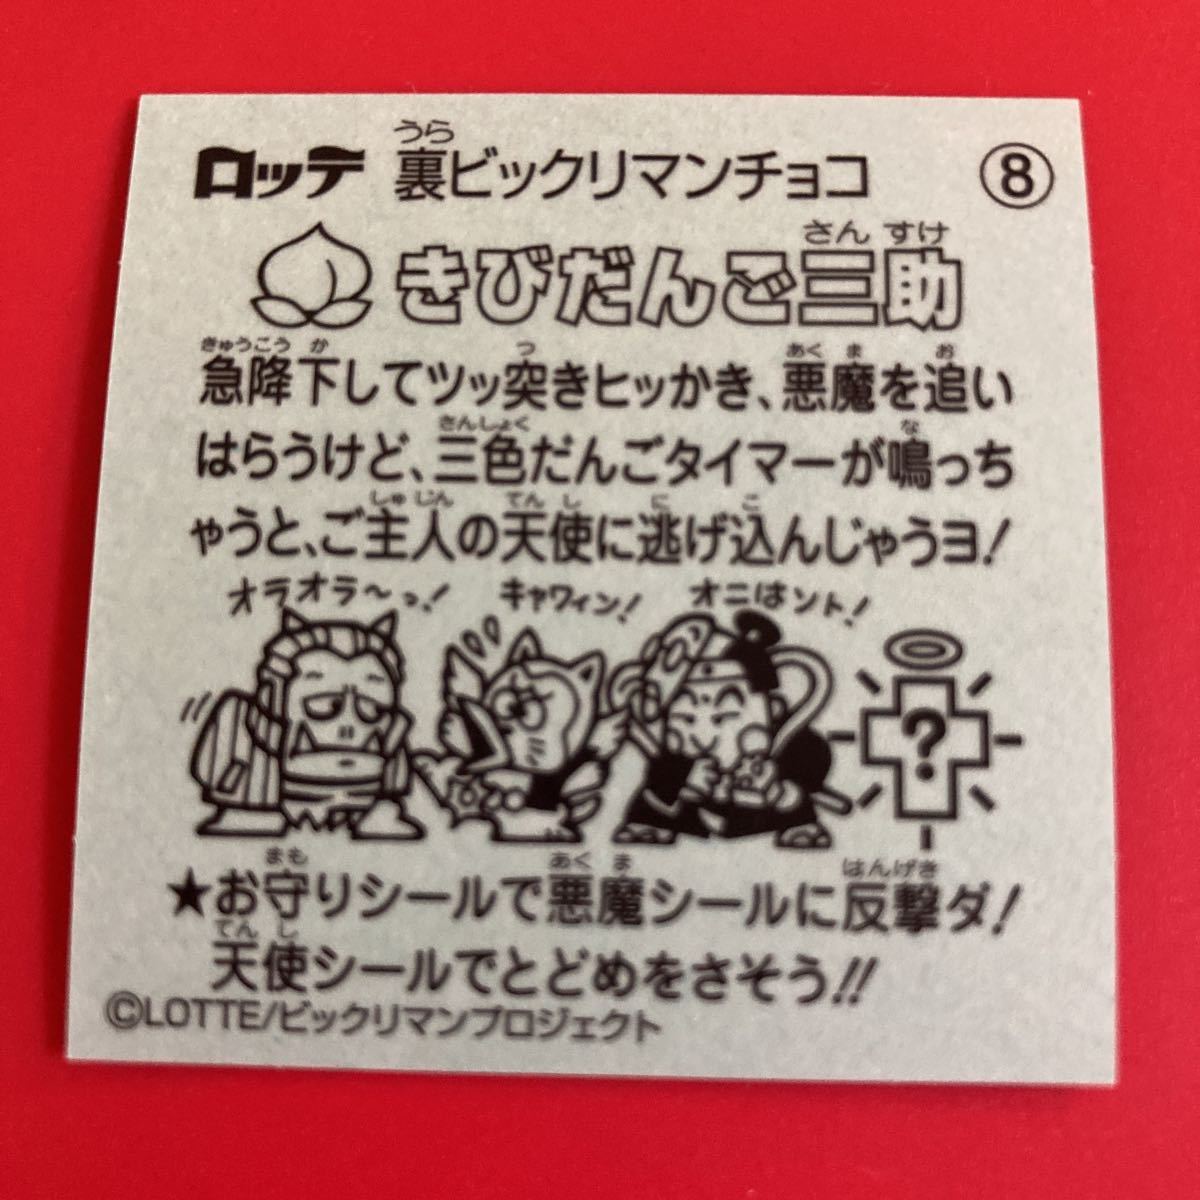 うら
ロッテ 裏ビックリマンチョコ ⑧
さんすけ
きびだんご三助
きゅうこうか つ あくま お
急降下してツッ突きヒッかき、悪魔を追い
さんしょく な
はらうけど、三色だんごタイマーが鳴っち
しゅじん てんし に こ
ゃうと、ご主人の天使に逃げ込んじゃうヨ!
オラオラ〜っ! キャワィン! オニはソト!
?
まも あくま はんげき
★お守りシールで悪魔シールに反撃ダ!
てんし
天使シールでとどめをさそう!!
©LOTTE/ビックリマンプロジェクト